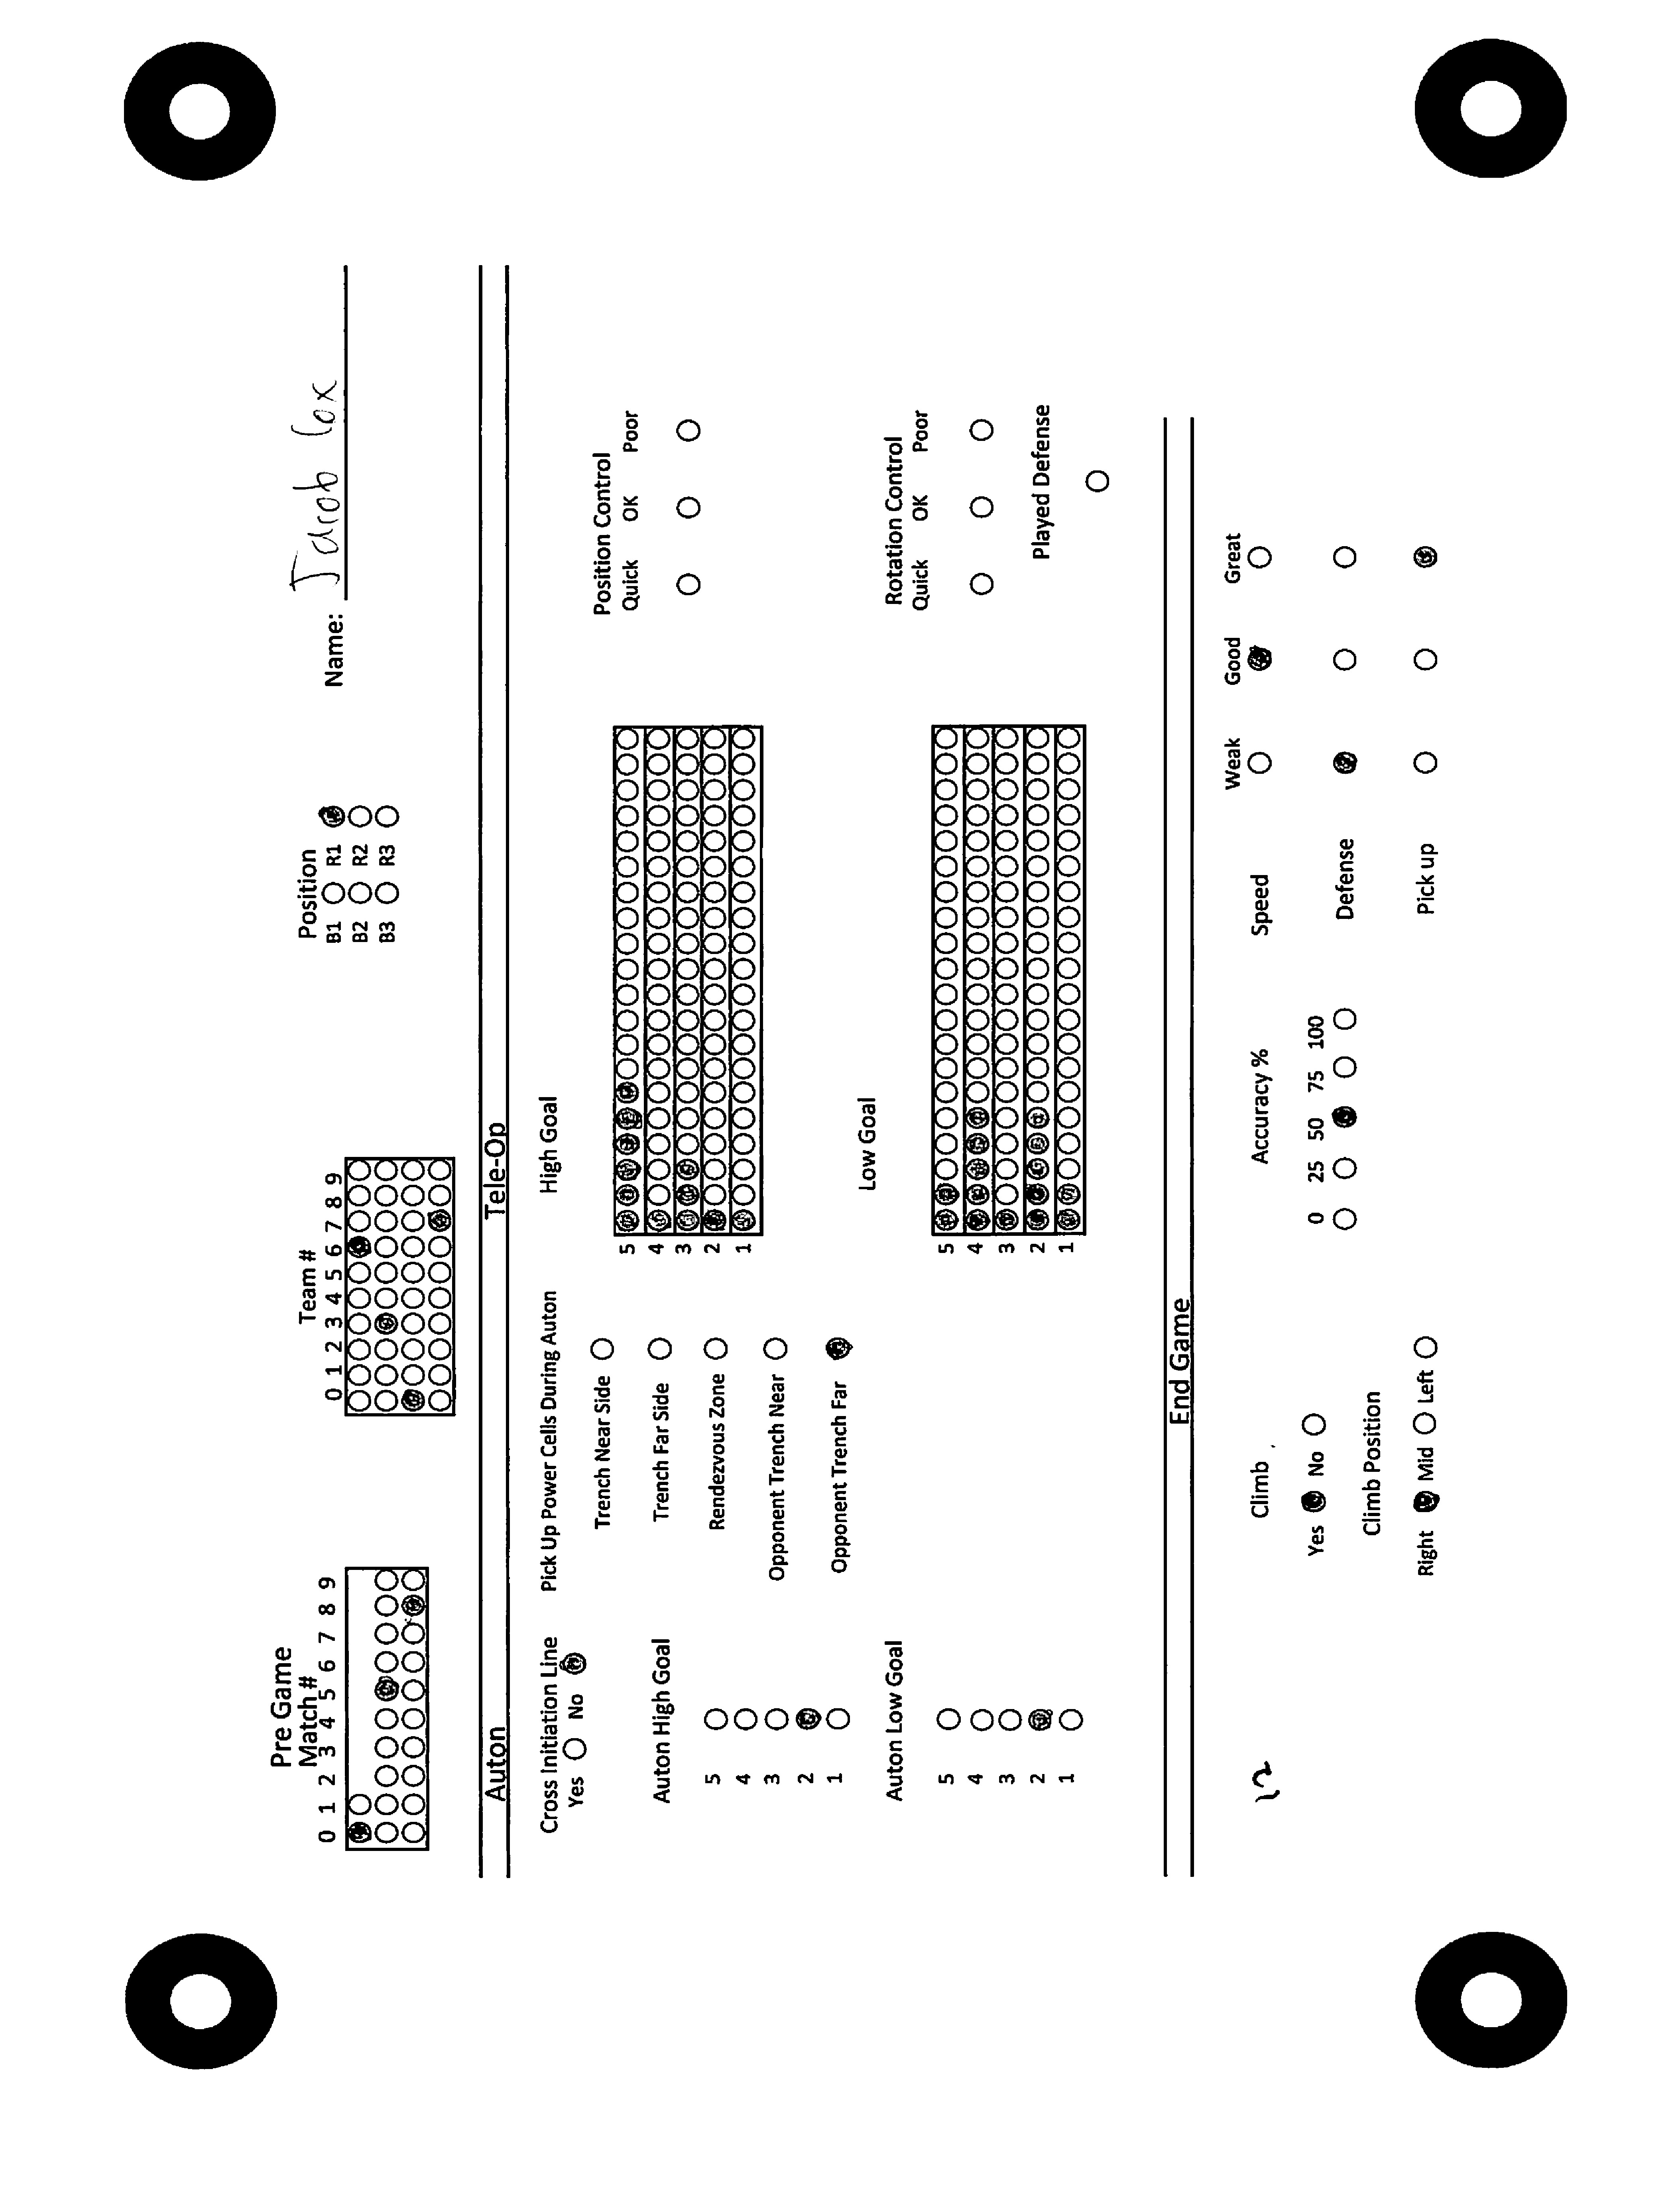 Pre Game
Match #
0 1 2 3 4 5 6 7 8 9
Team #
0 1 2 3 4 5 6 7 8 9
Position
B1 R1
B2 R2
B3 R3
Name: Jacob Cox
Auton
Tele-Op
Cross Initiation Line
Yes No
Auton High Goal
5
4
3
2
1
Auton Low Goal
5
4
3
2
1
Pick Up Power Cells During Auton
Trench Near Side
Trench Far Side
Rendezvous Zone
Opponent Trench Near
Opponent Trench Far
High Goal
5
4
3
2
1
Low Goal
5
4
3
2
1
Position Control
Quick OK Poor
Rotation Control
Quick OK Poor
Played Defense
End Game
Climb
Yes No
Climb Position
Right Mid Left
Accuracy %
0 25 50 75 100
Weak Good Great
Speed
Defense
Pick up